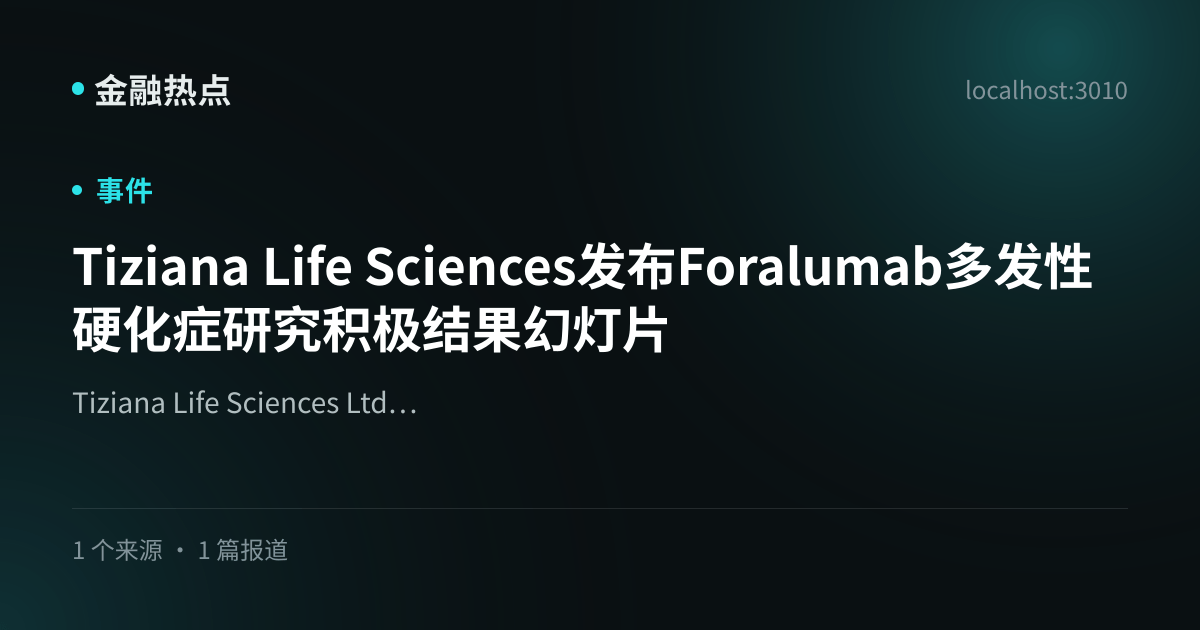 金融热点
localhost:3010
事件
Tiziana Life Sciences发布Foralumab多发性
硬化症研究积极结果幻灯片
Tiziana Life Sciences Ltd…
1 个来源 · 1 篇报道